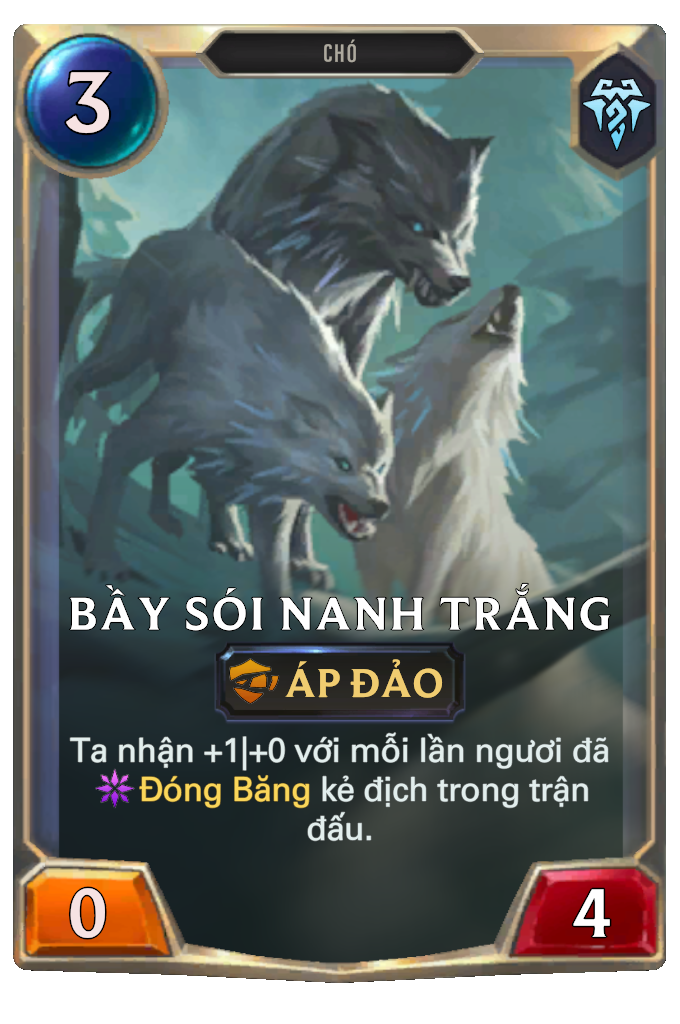 3
CHÓ
BẦY SÓI NANH TRẮNG
ÁP ĐẢO
Ta nhận +1|+0 với mỗi lần ngươi đã
Đóng Băng kẻ địch trong trận
đấu.
0
4